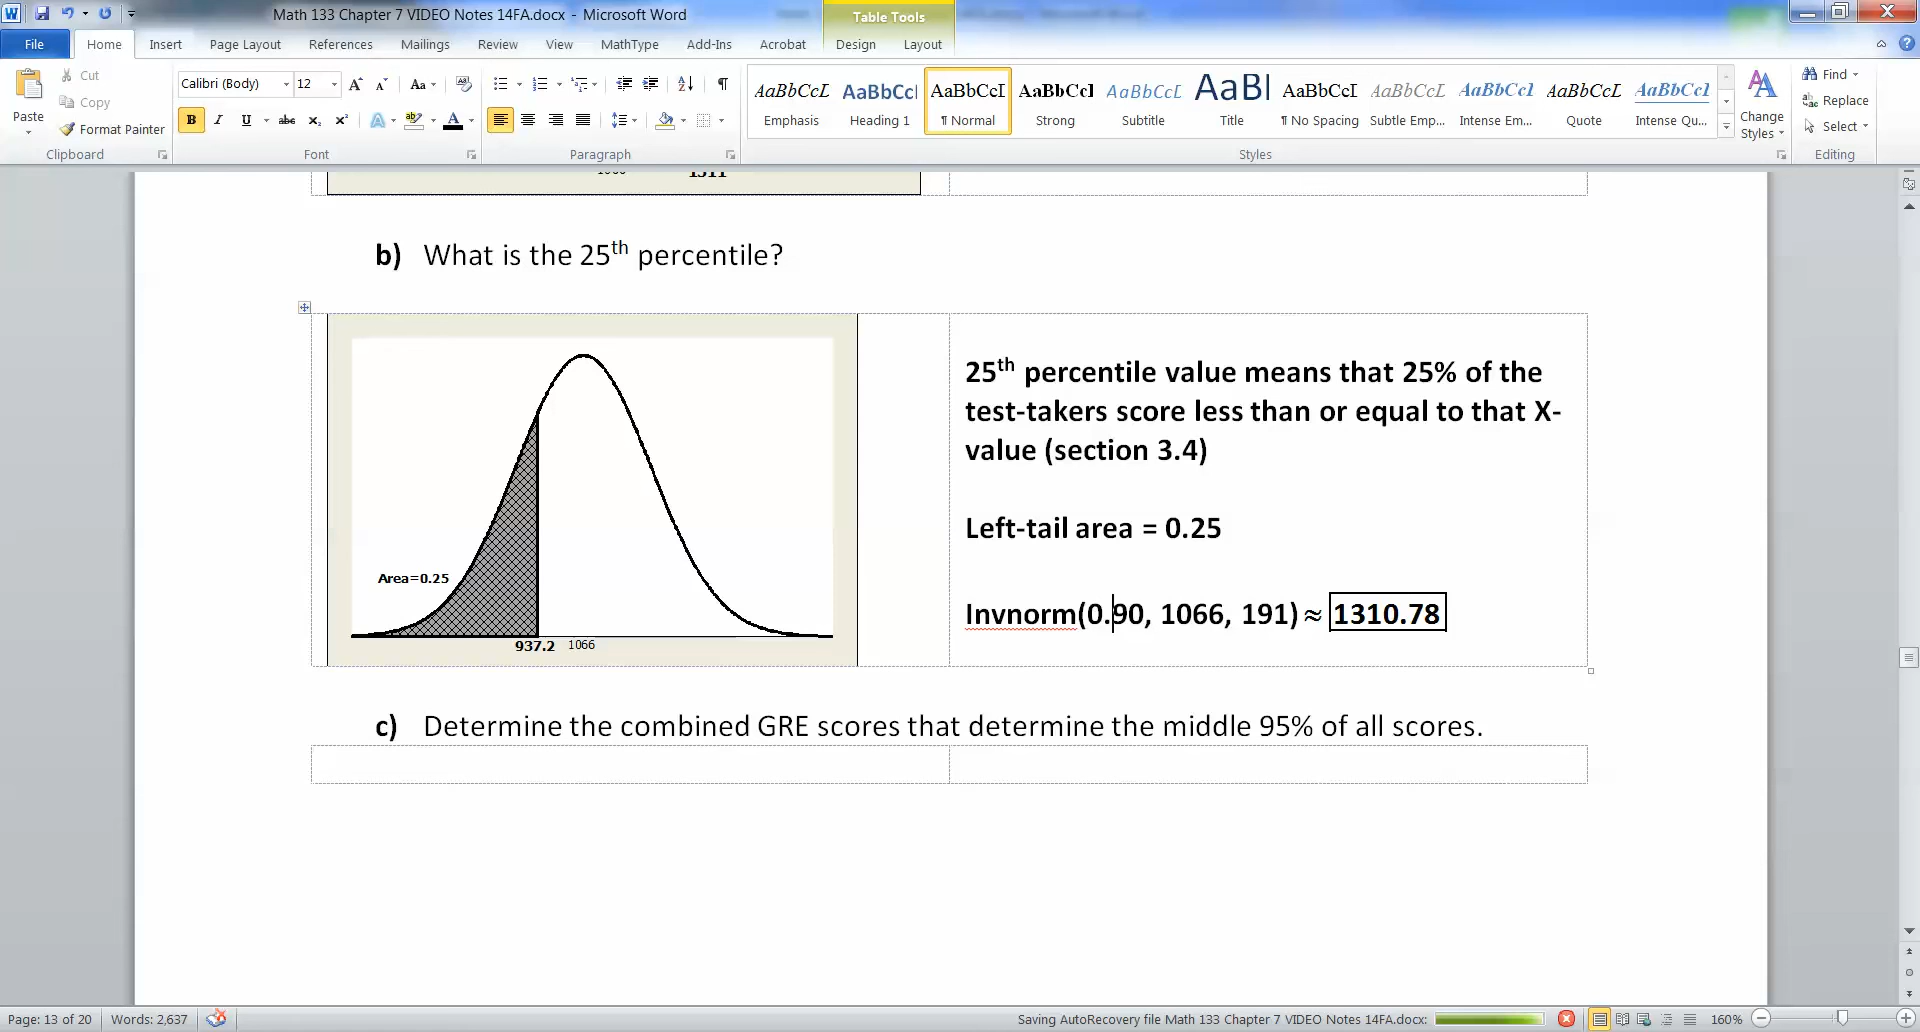 Math 133 Chapter 7 VIDEO Notes 14FA.docx - Microsoft Word
Table Tools
File Home Insert Page Layout References Mailings Review View MathType Add-Ins Acrobat Design Layout
Paste
Cut
Copy
Format Painter
Clipboard
Calibri (Body) 12
Font
Paragraph
AaBbCcL AaBbCcI AaBbCcI AaBbCcI AaBbCcL AaBI AaBbCcI AaBbCcL AaBbCcI AaBbCcL AaBbCcI
Emphasis Heading 1 ¶ Normal Strong Subtitle Title ¶ No Spacing Subtle Emp... Intense Em... Quote Intense Qu...
Styles
Change
Styles
Find
Replace
Select
Editing
1066 1311
b) What is the 25th percentile?
Area=0.25
937.2 1066
25th percentile value means that 25% of the
test-takers score less than or equal to that X-
value (section 3.4)
Left-tail area = 0.25
Invnorm(0.90, 1066, 191) ≈ 1310.78
c) Determine the combined GRE scores that determine the middle 95% of all scores.
Page: 13 of 20 Words: 2,637 Saving AutoRecovery file Math 133 Chapter 7 VIDEO Notes 14FA.docx: 160%